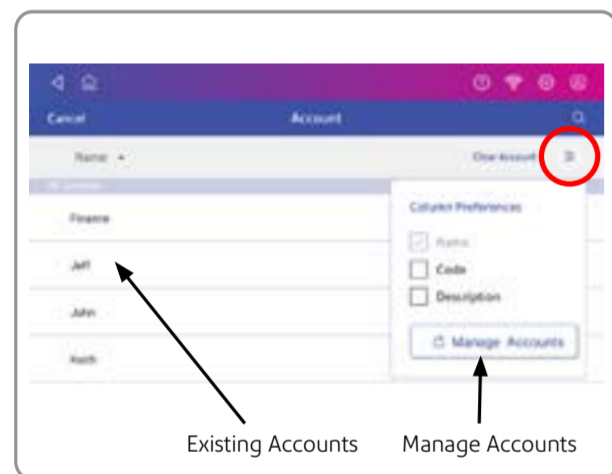 Cancel Account
Name Clear Account
Finance
Jeff
John
Keith
Column Preferences
Name
Code
Description
Manage Accounts
Existing Accounts Manage Accounts